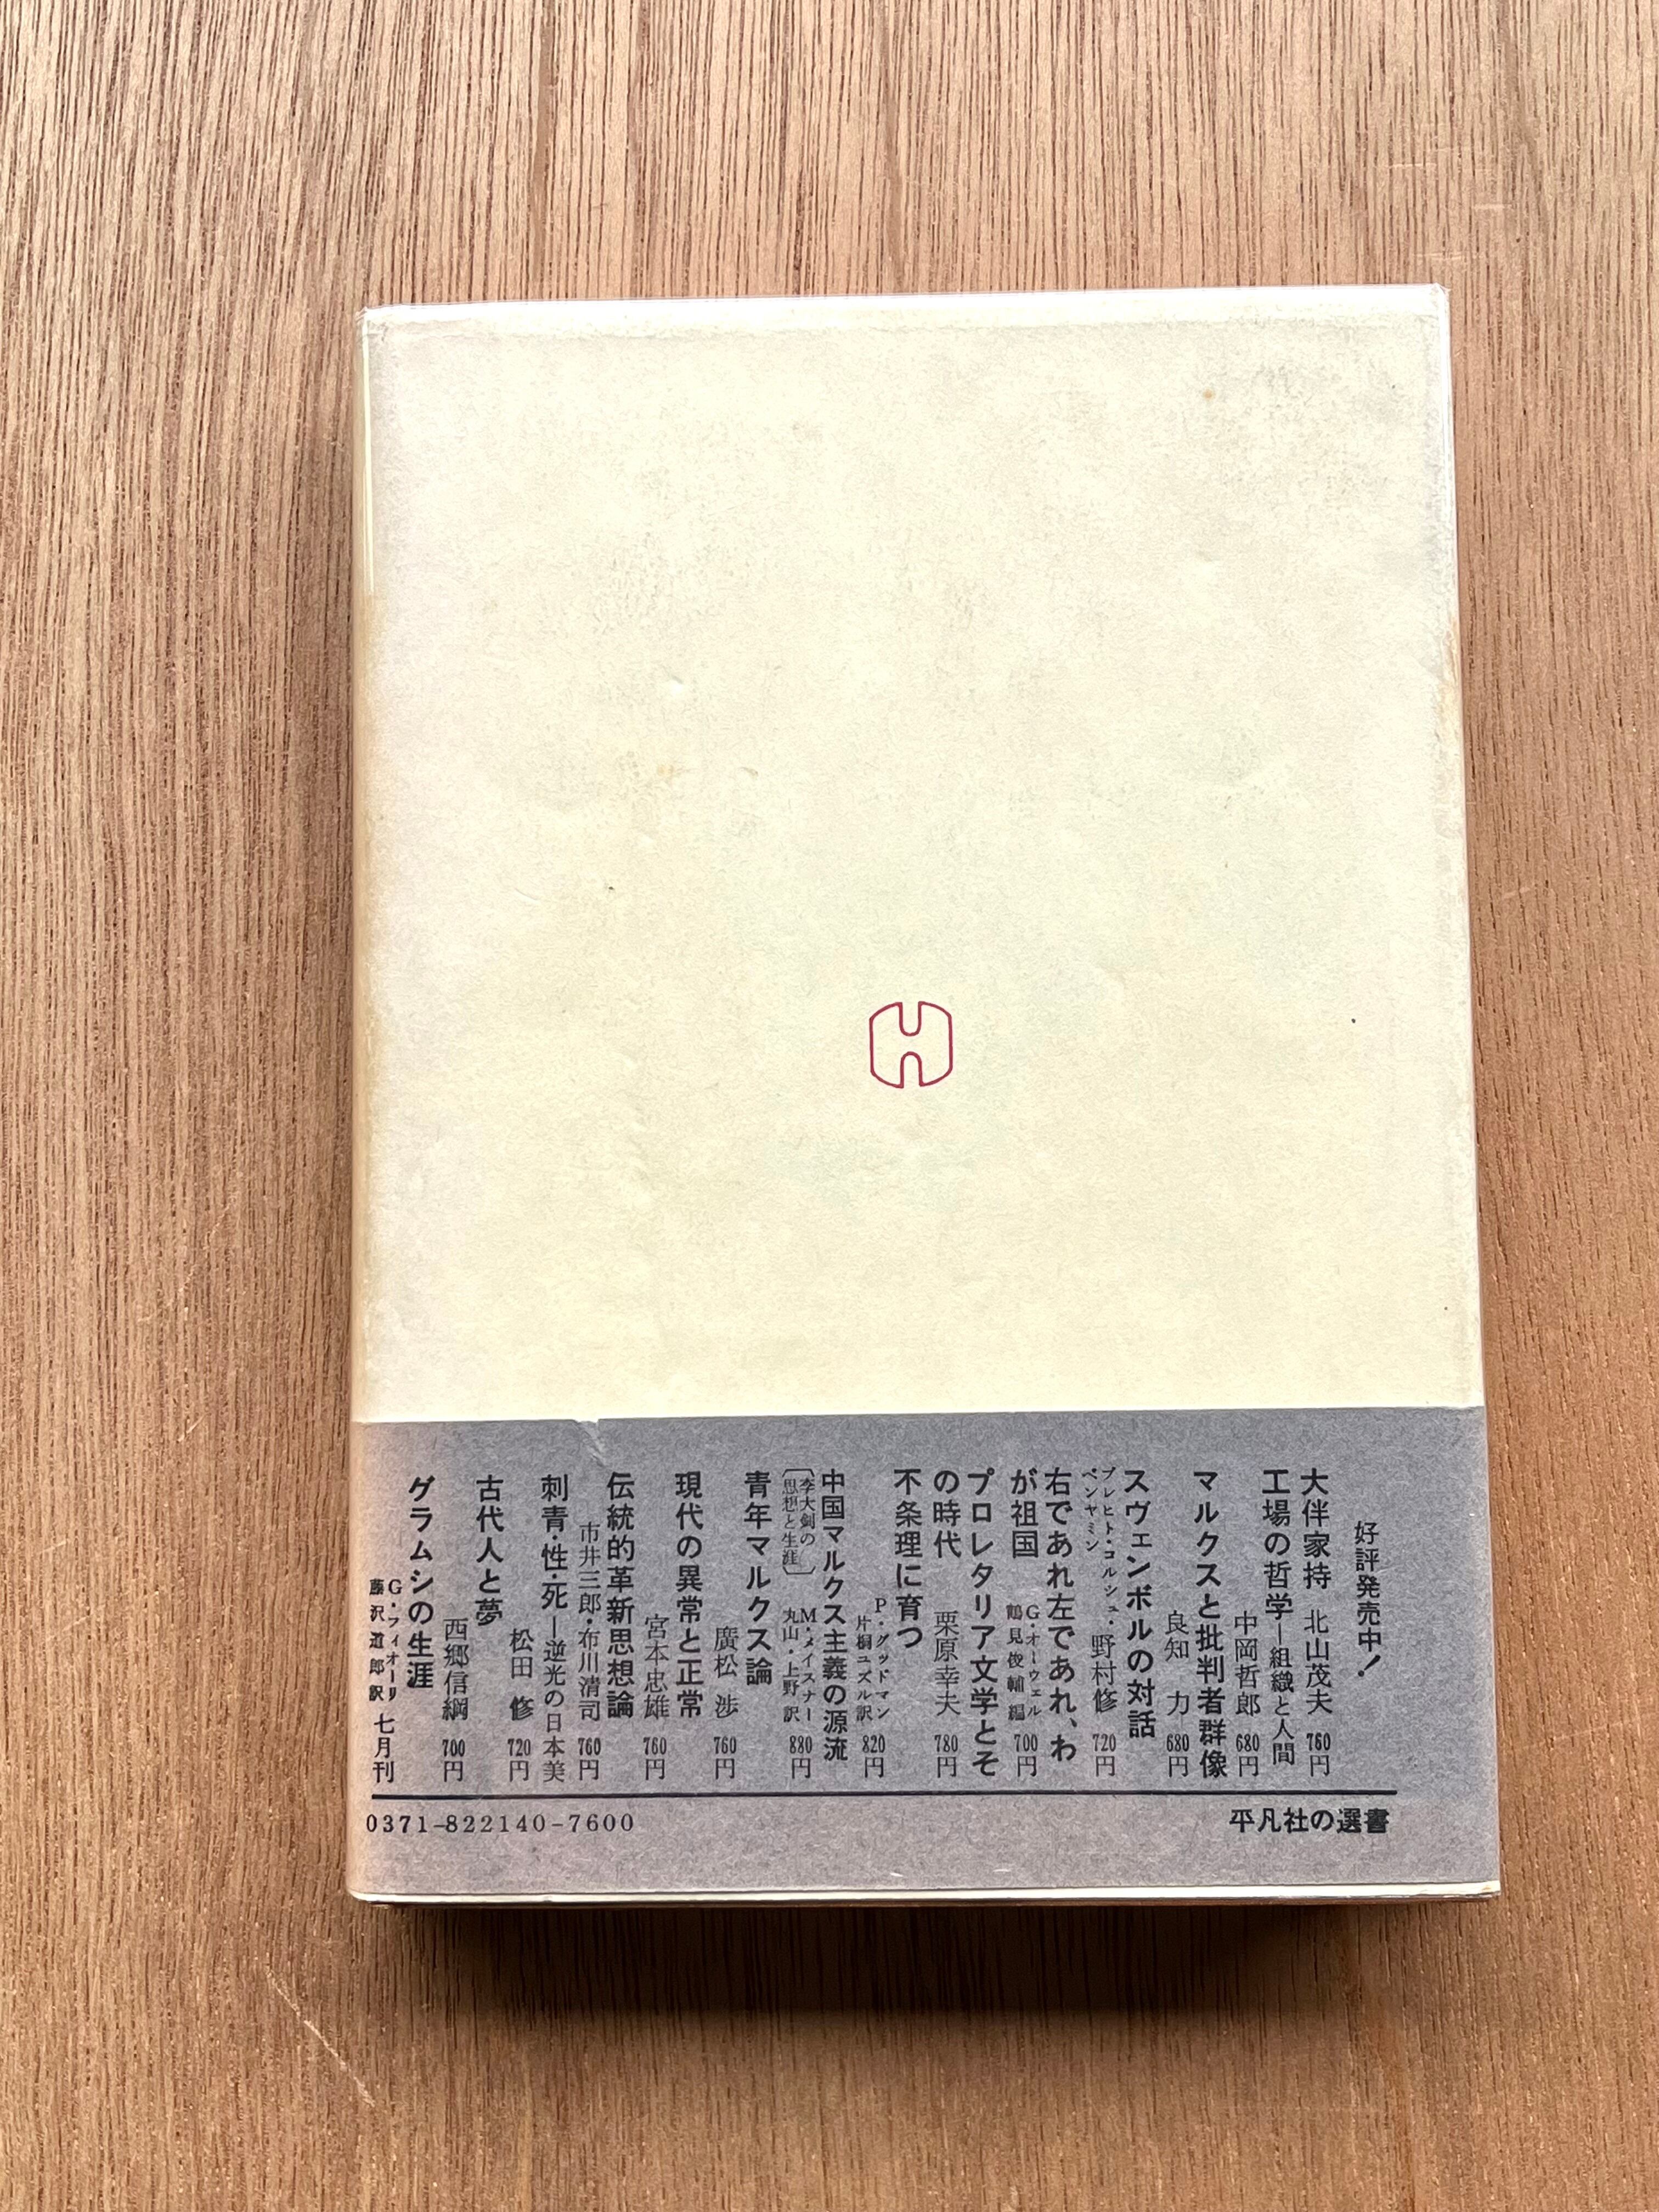 好評発売中!
大伴家持 北山茂夫 760円
工場の哲学―組織と人間
中岡哲郎 680円
マルクスと批判者群像
良知 力 680円
スヴェンボルの対話
ブレヒト・コルシュ・
ベンヤミン
野村修 720円
右であれ左であれ、わ
が祖国
G・オーウェル
鶴見俊輔編
700円
プロレタリア文学とそ
の時代
栗原幸夫 780円
不条理に育つ
P・グッドマン
片桐ユズル訳
820円
中国マルクス主義の源流
〔李大釗の
思想と生涯〕
M・メイスナー
丸山・上野訳
880円
青年マルクス論
廣松 渉 760円
現代の異常と正常
宮本忠雄 760円
伝統的革新思想論
市井三郎・布川清司 760円
刺青・性・死―逆光の日本美
松田 修 720円
古代人と夢
西郷信綱 700円
グラムシの生涯
G・フィオーリ
藤沢道郎訳
七月刊
平凡社の選書
0371-822140-7600